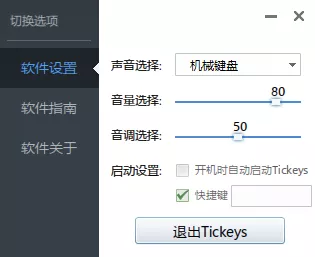 切换选项
软件设置
软件指南
软件关于
声音选择: 机械键盘
音量选择: 80
音调选择: 50
启动设置: 开机时自动启动Tickeys
快捷键
退出Tickeys